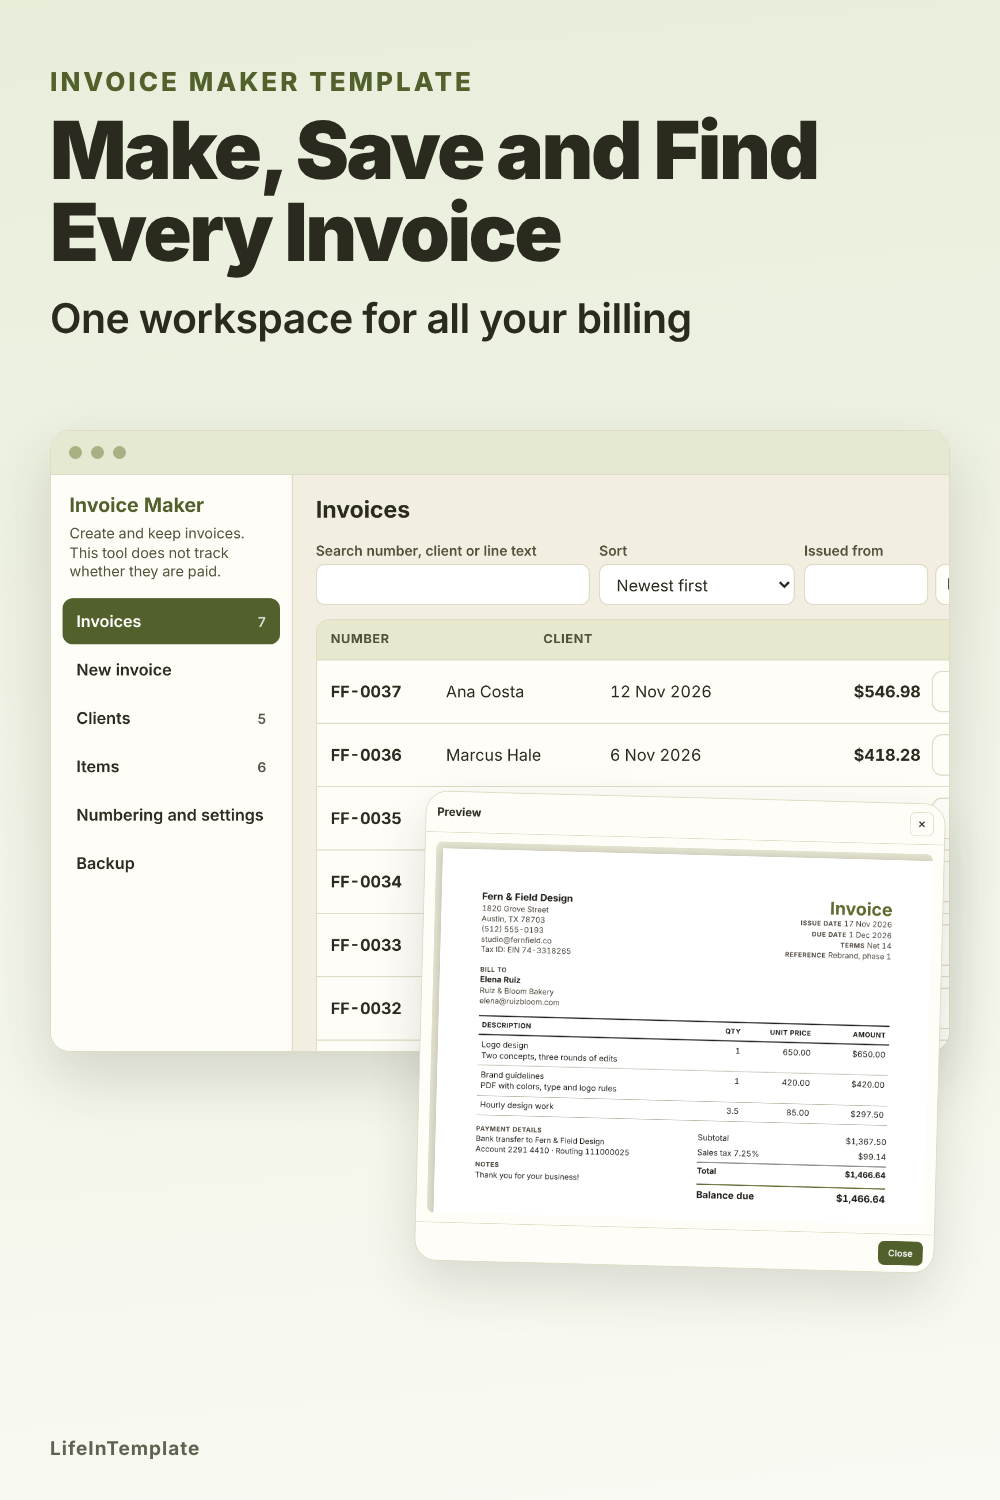 INVOICE MAKER TEMPLATE
Make, Save and Find
Every Invoice
One workspace for all your billing
Invoice Maker
Create and keep invoices.
This tool does not track
whether they are paid.
Invoices 7
New invoice
Clients 5
Items 6
Numbering and settings
Backup
Invoices
Search number, client or line text Sort Issued from
Newest first
NUMBER CLIENT
FF-0037 Ana Costa 12 Nov 2026 $546.98
FF-0036 Marcus Hale 6 Nov 2026 $418.28
FF-0035
FF-0034
FF-0033
FF-0032
Preview ×
Fern & Field Design
1820 Grove Street
Austin, TX 78703
(512) 555-0193
studio@fernfield.co
Tax ID: EIN 74-3318265
Invoice
ISSUE DATE 17 Nov 2026
DUE DATE 1 Dec 2026
TERMS Net 14
REFERENCE Rebrand, phase 1
BILL TO
Elena Ruiz
Ruiz & Bloom Bakery
elena@ruizbloom.com
DESCRIPTION QTY UNIT PRICE AMOUNT
Logo design 1 650.00 $650.00
Two concepts, three rounds of edits
Brand guidelines 1 420.00 $420.00
PDF with colors, type and logo rules
Hourly design work 3.5 85.00 $297.50
PAYMENT DETAILS
Bank transfer to Fern & Field Design
Account 2291 4410 · Routing 111000025
NOTES
Thank you for your business!
Subtotal $1,367.50
Sales tax 7.25% $99.14
Total $1,466.64
Balance due $1,466.64
Close
LifeInTemplate